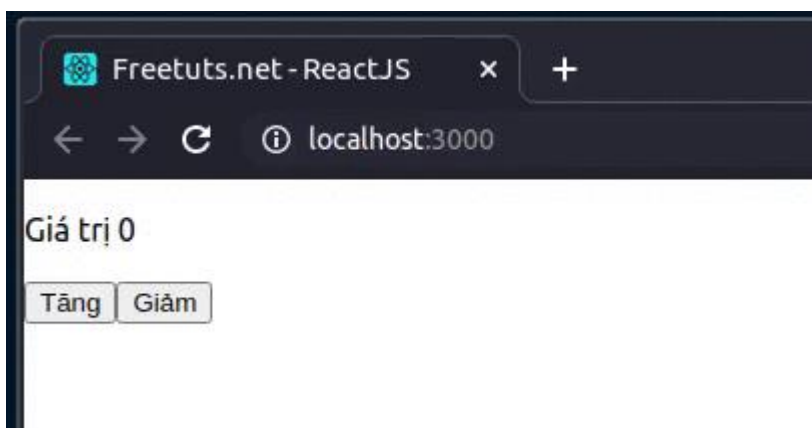 Freetuts.net - ReactJS
localhost:3000
Giá trị 0
Tăng Giảm